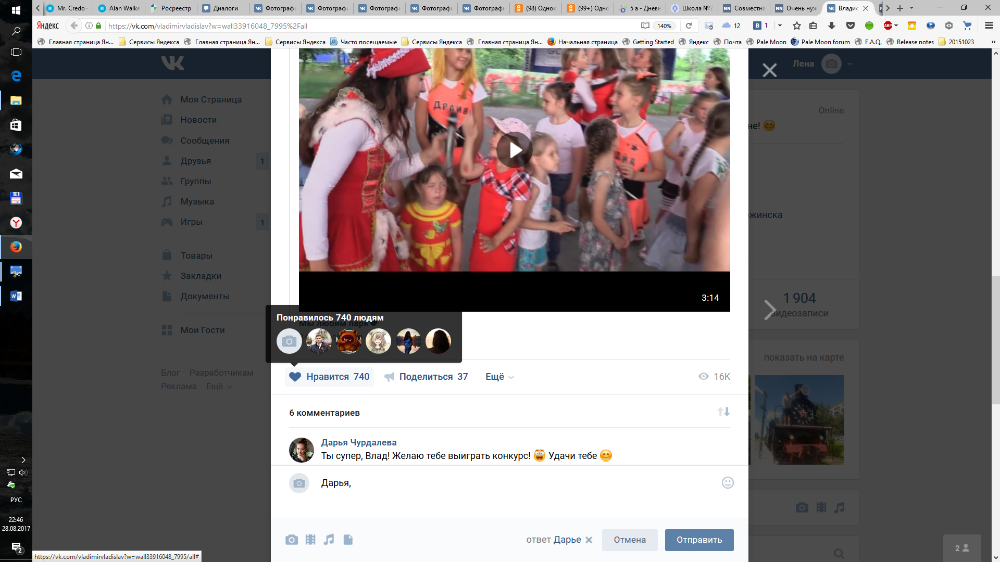 Mr. Credo -
Alan Walke
Росреестр
Диалоги
Фотографи
Фотографи
Фотографи
Фотографи
Фотографи
(98) Однок
(99+) Одно
5 а - Дневн
Школа №7
Совместна
Очень нуж
Владис
Яндекс
https://vk.com/vladimirvladislav?w=wall33916048_7995%2Fall
140%
12
1
Главная страница Ян...
Сервисы Яндекса
Главная страница Ян...
Сервисы Яндекса
Часто посещаемые
Сервисы Яндекса
Главная страница Ян...
Начальная страница
Getting Started
Яндекс
Почта
Pale Moon
Pale Moon forum
F.A.Q.
Release notes
20151023
Лена
Моя Страница
Новости
Сообщения
Друзья 1
Группы
Музыка
Игры 1
Товары
Закладки
Документы
Мои Гости
Блог Разработчикам
Реклама Ещё
Online
не! 😊
жинска
1 904
видеозаписи
показать на карте
ДРАЙВ
3:14
Понравилось 740 людям
Мы любим парк
Нравится 740
Поделиться 37
Ещё
16K
6 комментариев
Дарья Чурдалева
Ты супер, Влад! Желаю тебе выиграть конкурс! 😜 Удачи тебе 😊
Дарья,
ответ Дарье
Отмена
Отправить
2
РУС
22:46
28.08.2017
2
https://vk.com/vladimirvladislav?w=wall33916048_7995/all#